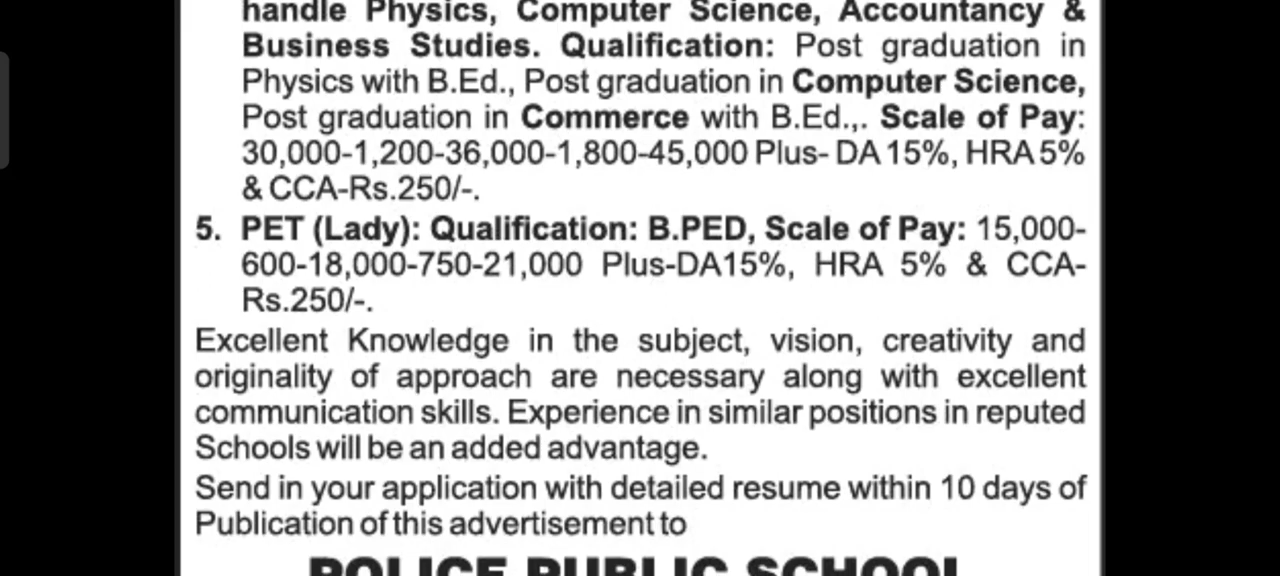 handle Physics, Computer Science, Accountancy &
Business Studies. Qualification: Post graduation in
Physics with B.Ed., Post graduation in Computer Science,
Post graduation in Commerce with B.Ed.,. Scale of Pay:
30,000-1,200-36,000-1,800-45,000 Plus- DA 15%, HRA 5%
& CCA-Rs.250/-.
5. PET (Lady): Qualification: B.PED, Scale of Pay: 15,000-
600-18,000-750-21,000 Plus-DA15%, HRA 5% & CCA-
Rs.250/-.
Excellent Knowledge in the subject, vision, creativity and
originality of approach are necessary along with excellent
communication skills. Experience in similar positions in reputed
Schools will be an added advantage.
Send in your application with detailed resume within 10 days of
Publication of this advertisement to
POLICE PUBLIC SCHOOL